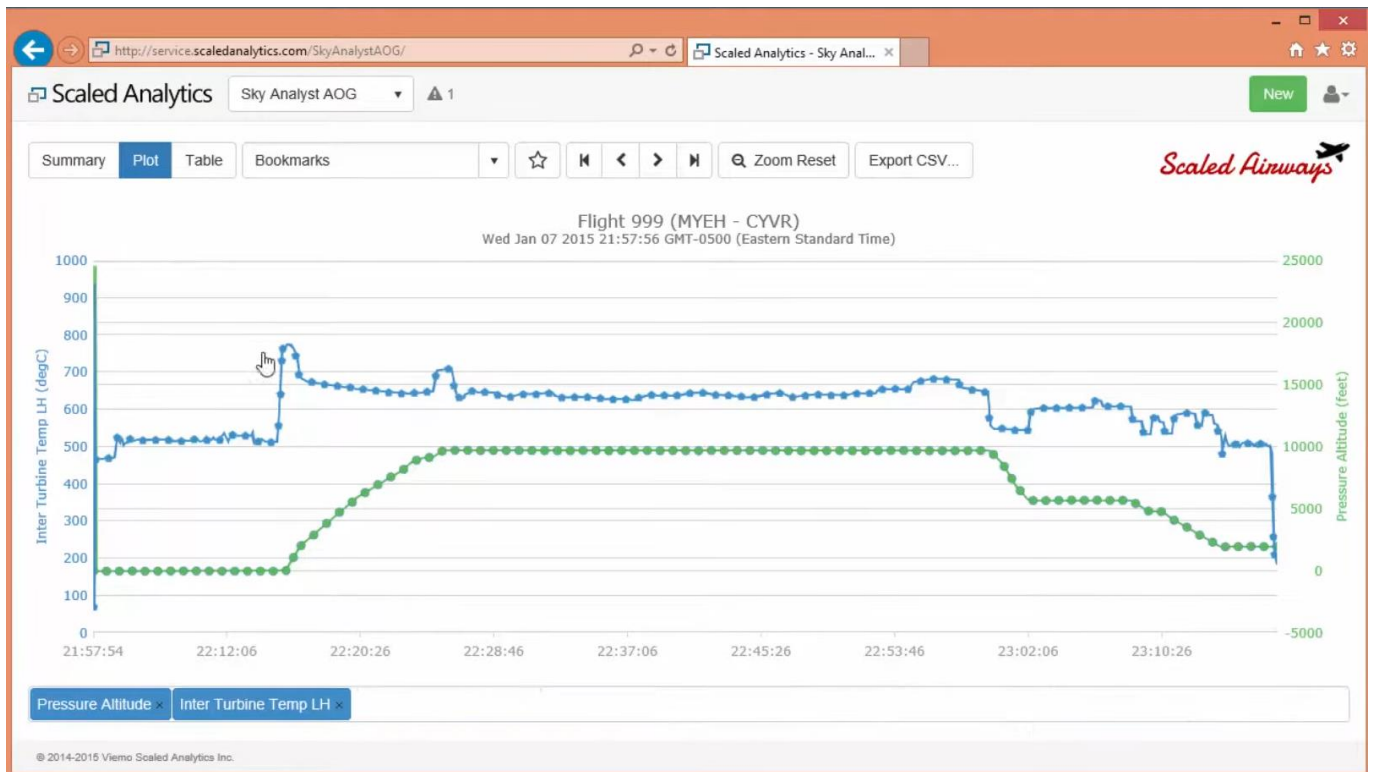 http://service.scaledanalytics.com/SkyAnalystAOG/
Scaled Analytics - Sky Anal...
Scaled Analytics
Sky Analyst AOG
1
New
Summary
Plot
Table
Bookmarks
Zoom Reset
Export CSV...
Scaled Airways
Flight 999 (MYEH - CYVR)
Wed Jan 07 2015 21:57:56 GMT-0500 (Eastern Standard Time)
Inter Turbine Temp LH (degC)
1000
900
800
700
600
500
400
300
200
100
0
25000
20000
15000
10000
5000
0
-5000
Pressure Altitude (feet)
21:57:54
22:12:06
22:20:26
22:28:46
22:37:06
22:45:26
22:53:46
23:02:06
23:10:26
Pressure Altitude ×
Inter Turbine Temp LH ×
© 2014-2015 Viemo Scaled Analytics Inc.